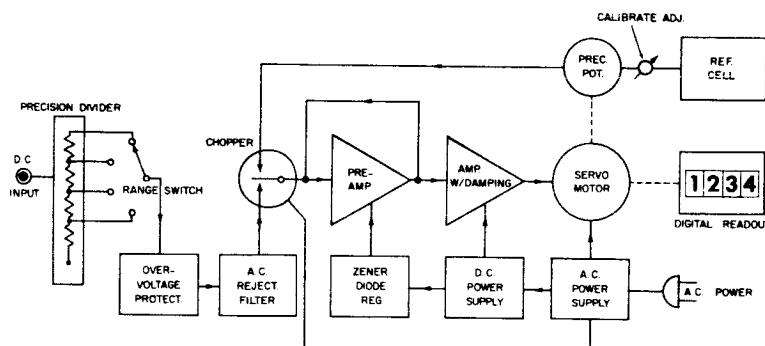 CALIBRATE ADJ.
PREC.
POT.
REF.
CELL
PRECISION DIVIDER
D.C
INPUT
RANGE SWITCH
CHOPPER
PRE-
AMP
AMP
W/DAMPING
SERVO
MOTOR
1234
DIGITAL READOUT
OVER-
VOLTAGE
PROTECT.
A.C.
REJECT
FILTER
ZENER
DIODE
REG
D.C.
POWER
SUPPLY
A.C.
POWER
SUPPLY
A.C. POWER